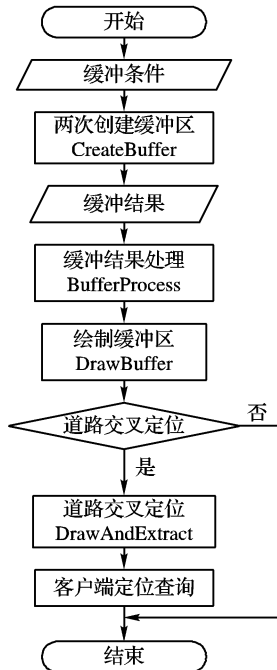 开始
缓冲条件
两次创建缓冲区
CreateBuffer
缓冲结果
缓冲结果处理
BufferProcess
绘制缓冲区
DrawBuffer
道路交叉定位
否
是
道路交叉定位
DrawAndExtract
客户端定位查询
结束